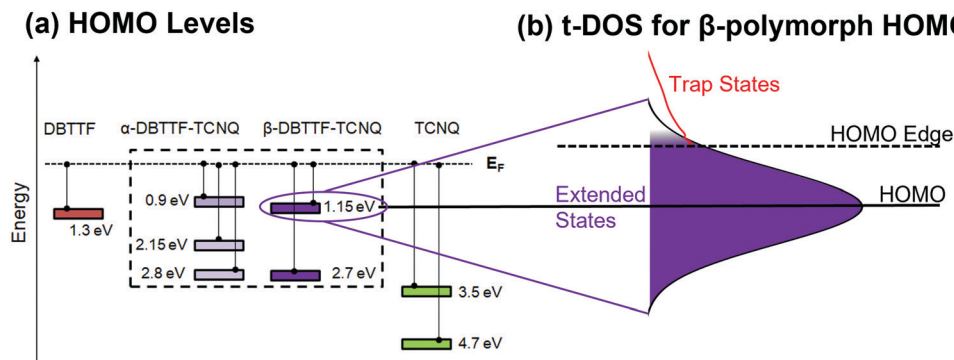 (a) HOMO Levels
(b) t-DOS for β-polymorph HOMO
Trap States
DBTTF
α-DBTTF-TCNQ
β-DBTTF-TCNQ
TCNQ
HOMO Edge
E_F
Energy
0.9 eV
1.15 eV
Extended
States
HOMO
1.3 eV
2.15 eV
2.8 eV
2.7 eV
3.5 eV
4.7 eV